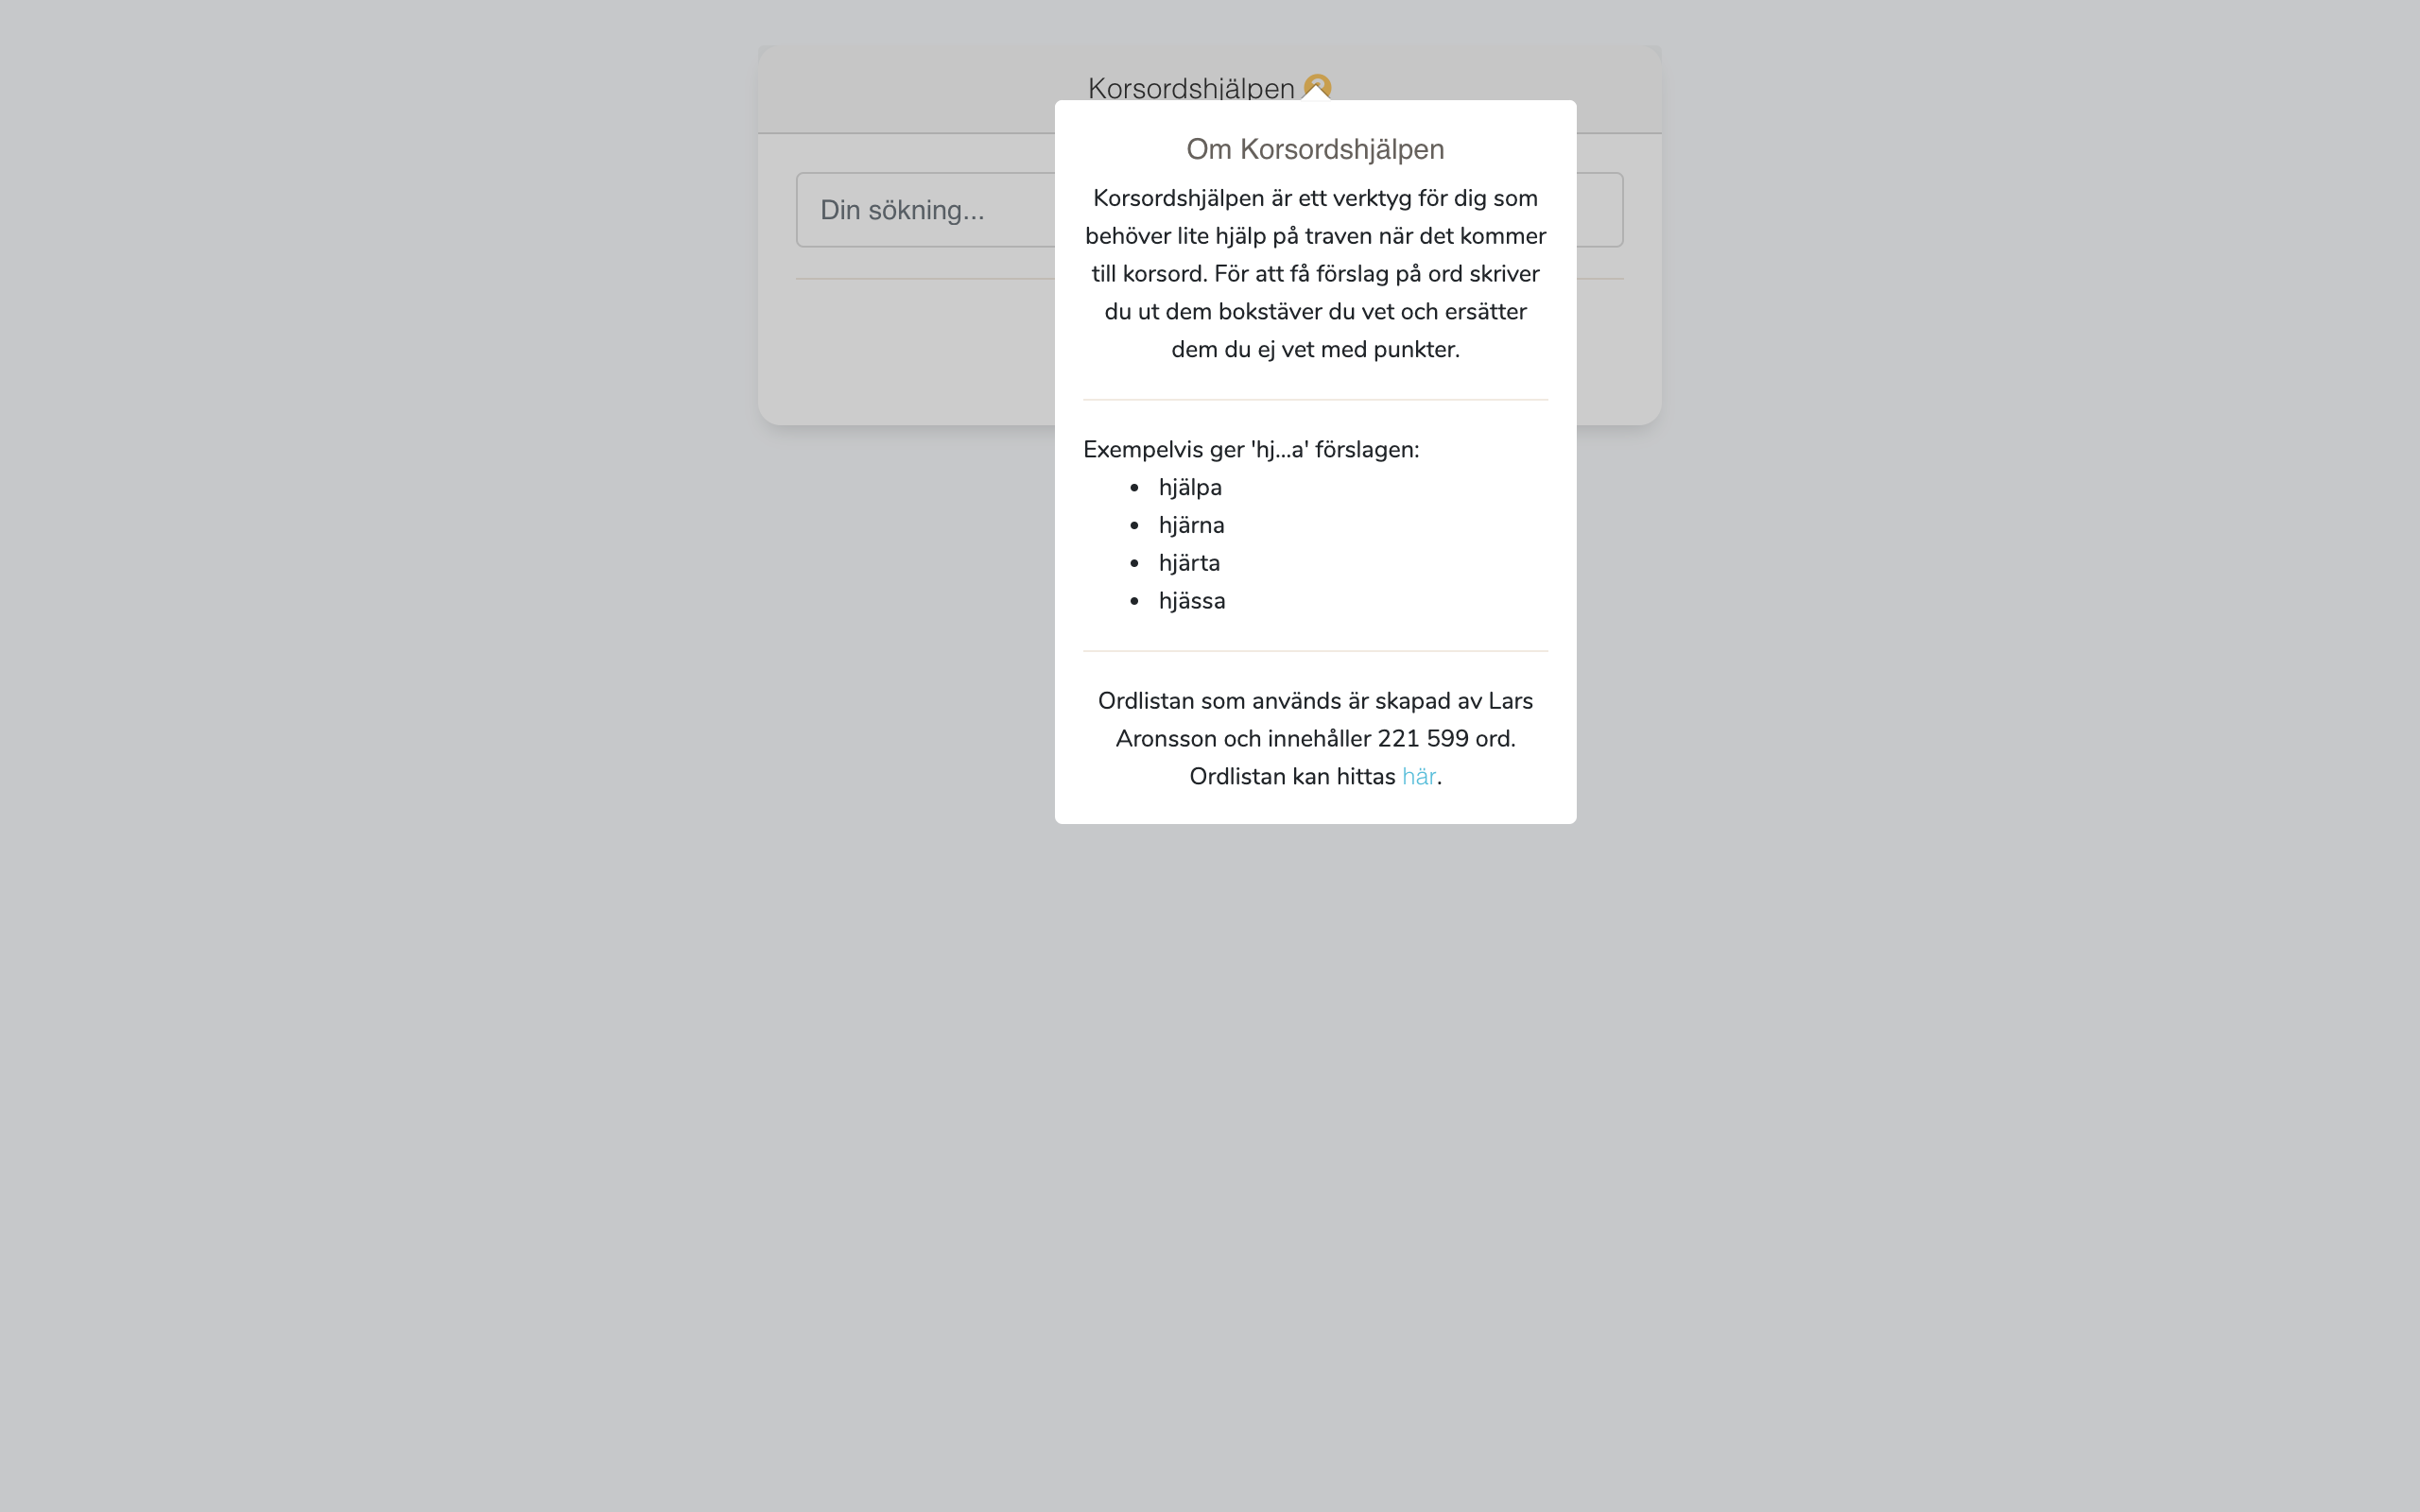 Korsordshjälpen
Din sökning...
Om Korsordshjälpen
Korsordshjälpen är ett verktyg för dig som
behöver lite hjälp på traven när det kommer
till korsord. För att få förslag på ord skriver
du ut dem bokstäver du vet och ersätter
dem du ej vet med punkter.
Exempelvis ger 'hj...a' förslagen:
• hjälpa
• hjärna
• hjärta
• hjässa
Ordlistan som används är skapad av Lars
Aronsson och innehåller 221 599 ord.
Ordlistan kan hittas här.